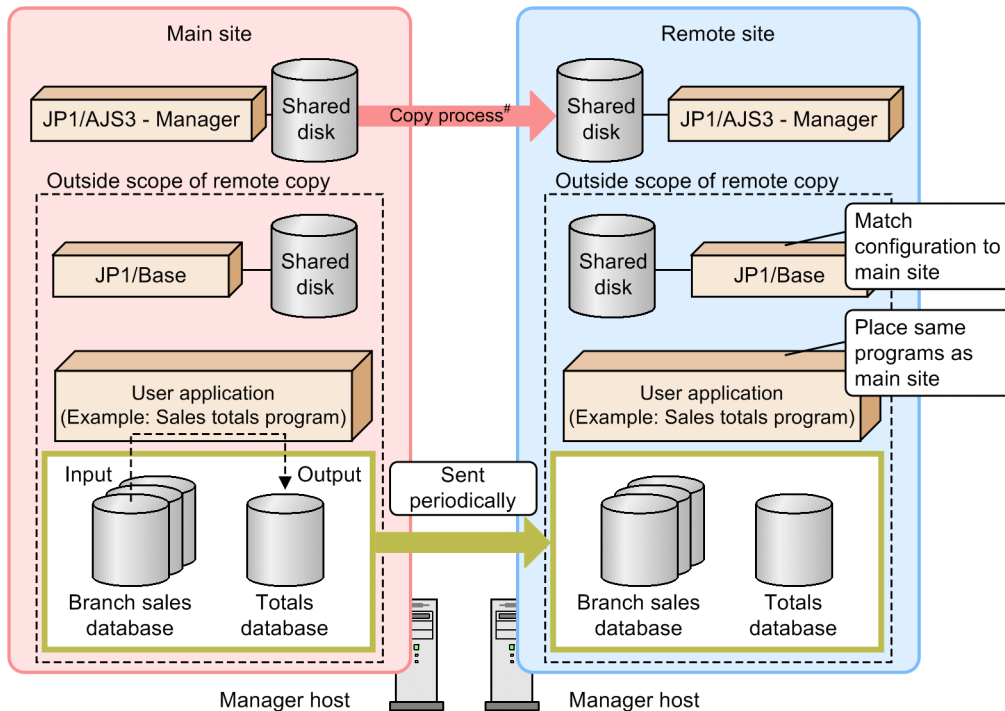 Main site
Remote site
JP1/AJS3 - Manager
Shared
disk
Copy process#
Shared
disk
JP1/AJS3 - Manager
Outside scope of remote copy
Outside scope of remote copy
JP1/Base
Shared
disk
Shared
disk
JP1/Base
Match
configuration to
main site
User application
(Example: Sales totals program)
User application
(Example: Sales totals program)
Place same
programs as
main site
Input
Output
Sent
periodically
Branch sales
database
Totals
database
Branch sales
database
Totals
database
Manager host
Manager host